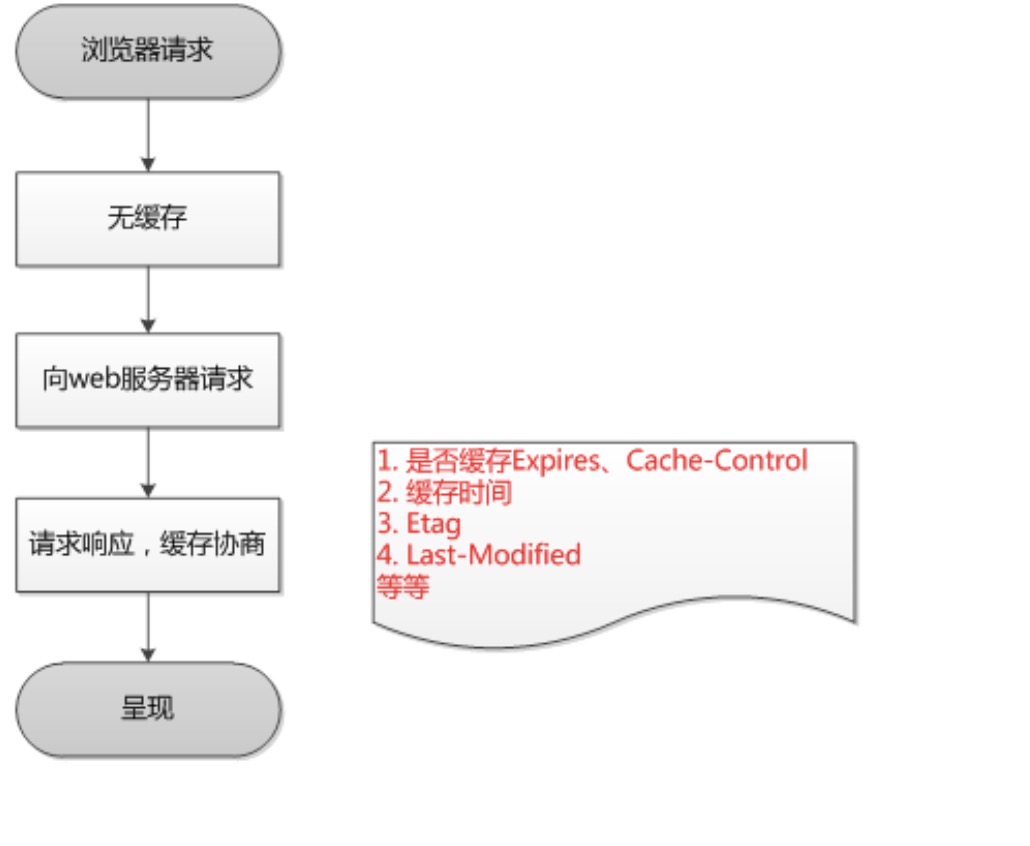 浏览器请求
无缓存
向web服务器请求
请求响应，缓存协商
1. 是否缓存Expires、Cache-Control
2. 缓存时间
3. Etag
4. Last-Modified
等等
呈现